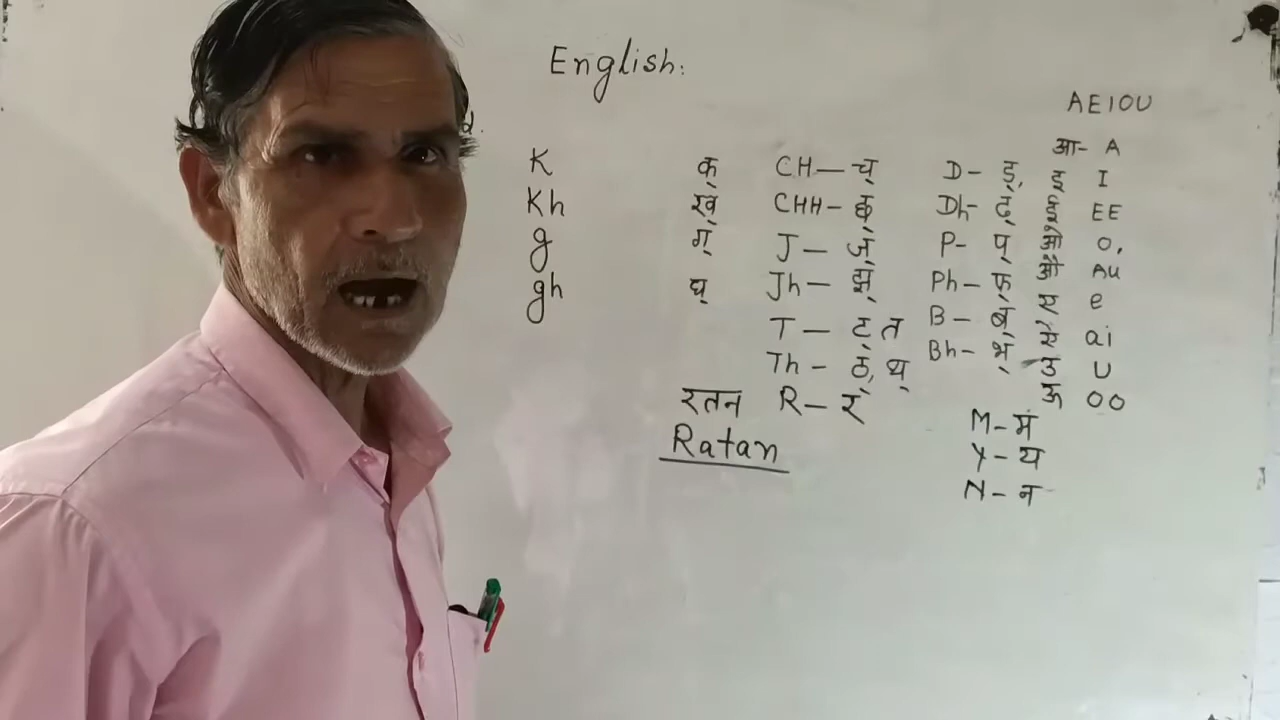 English:
AEIOU
K क्
Kh ख्
g ग्
gh घ्
CH – च्
CHH – छ्
J – ज्
Jh – झ्
T – ट् त
Th – ठ्, थ्
R – र्
रतन
Ratan
D – ड्,
Dh – ढ्
P – प्
Ph – फ्
B – ब्
Bh – भ्
M – म
Y – य
N – न
आ – A
इ I
ई EE
ओ O,
औ Au
ए e
ऐ ai
उ U
ऊ OO